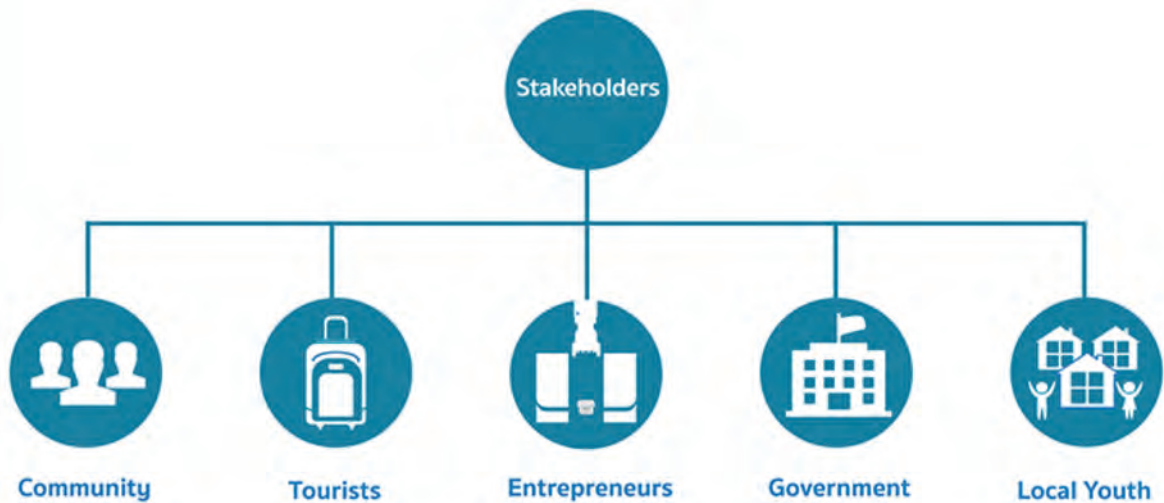 Stakeholders
Community
Tourists
Entrepreneurs
Government
Local Youth